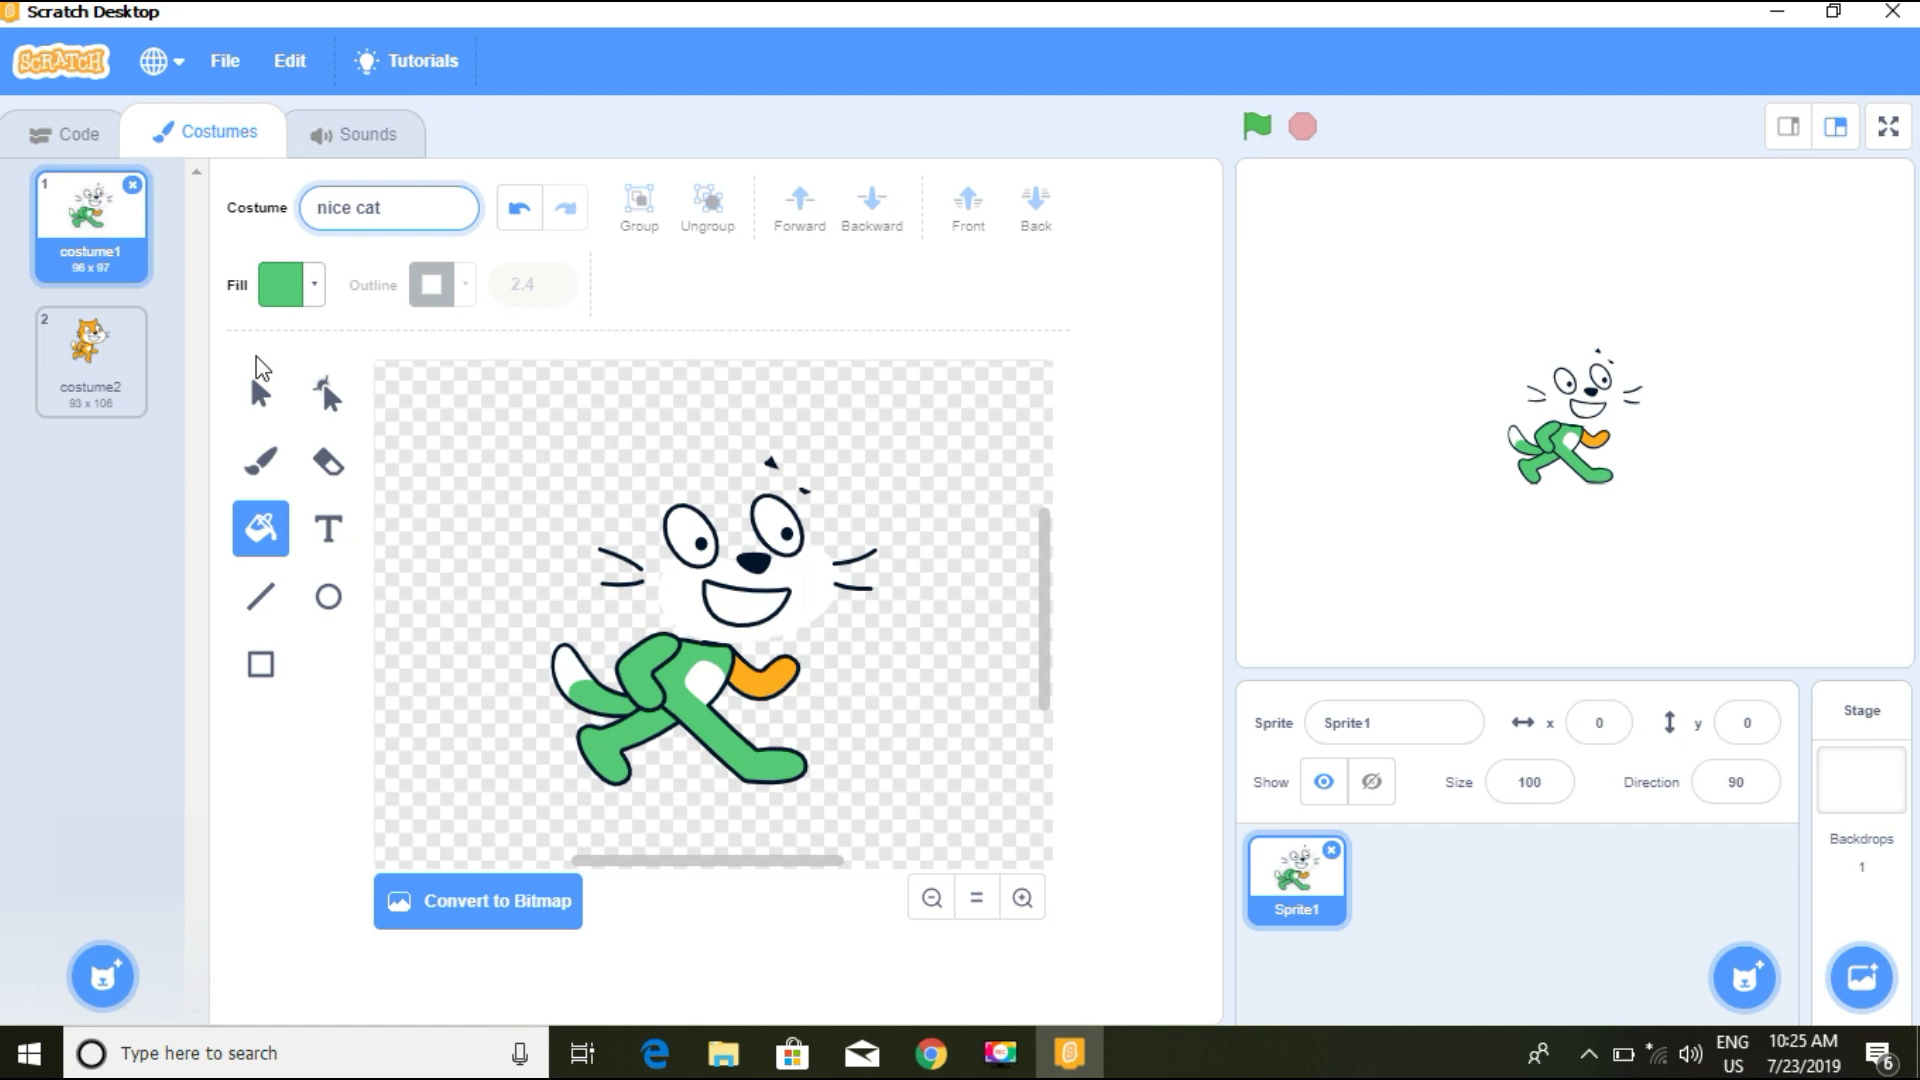 Scratch Desktop
SCRATCH
File
Edit
Tutorials
Code
Costumes
Sounds
1
costume1
96 x 97
2
costume2
93 x 106
Costume
nice cat
Group
Ungroup
Forward
Backward
Front
Back
Fill
Outline
2.4
T
Convert to Bitmap
Sprite
Sprite1
x
0
y
0
Show
Size
100
Direction
90
Sprite1
Stage
Backdrops
1
Type here to search
ENG
US
10:25 AM
7/23/2019
6